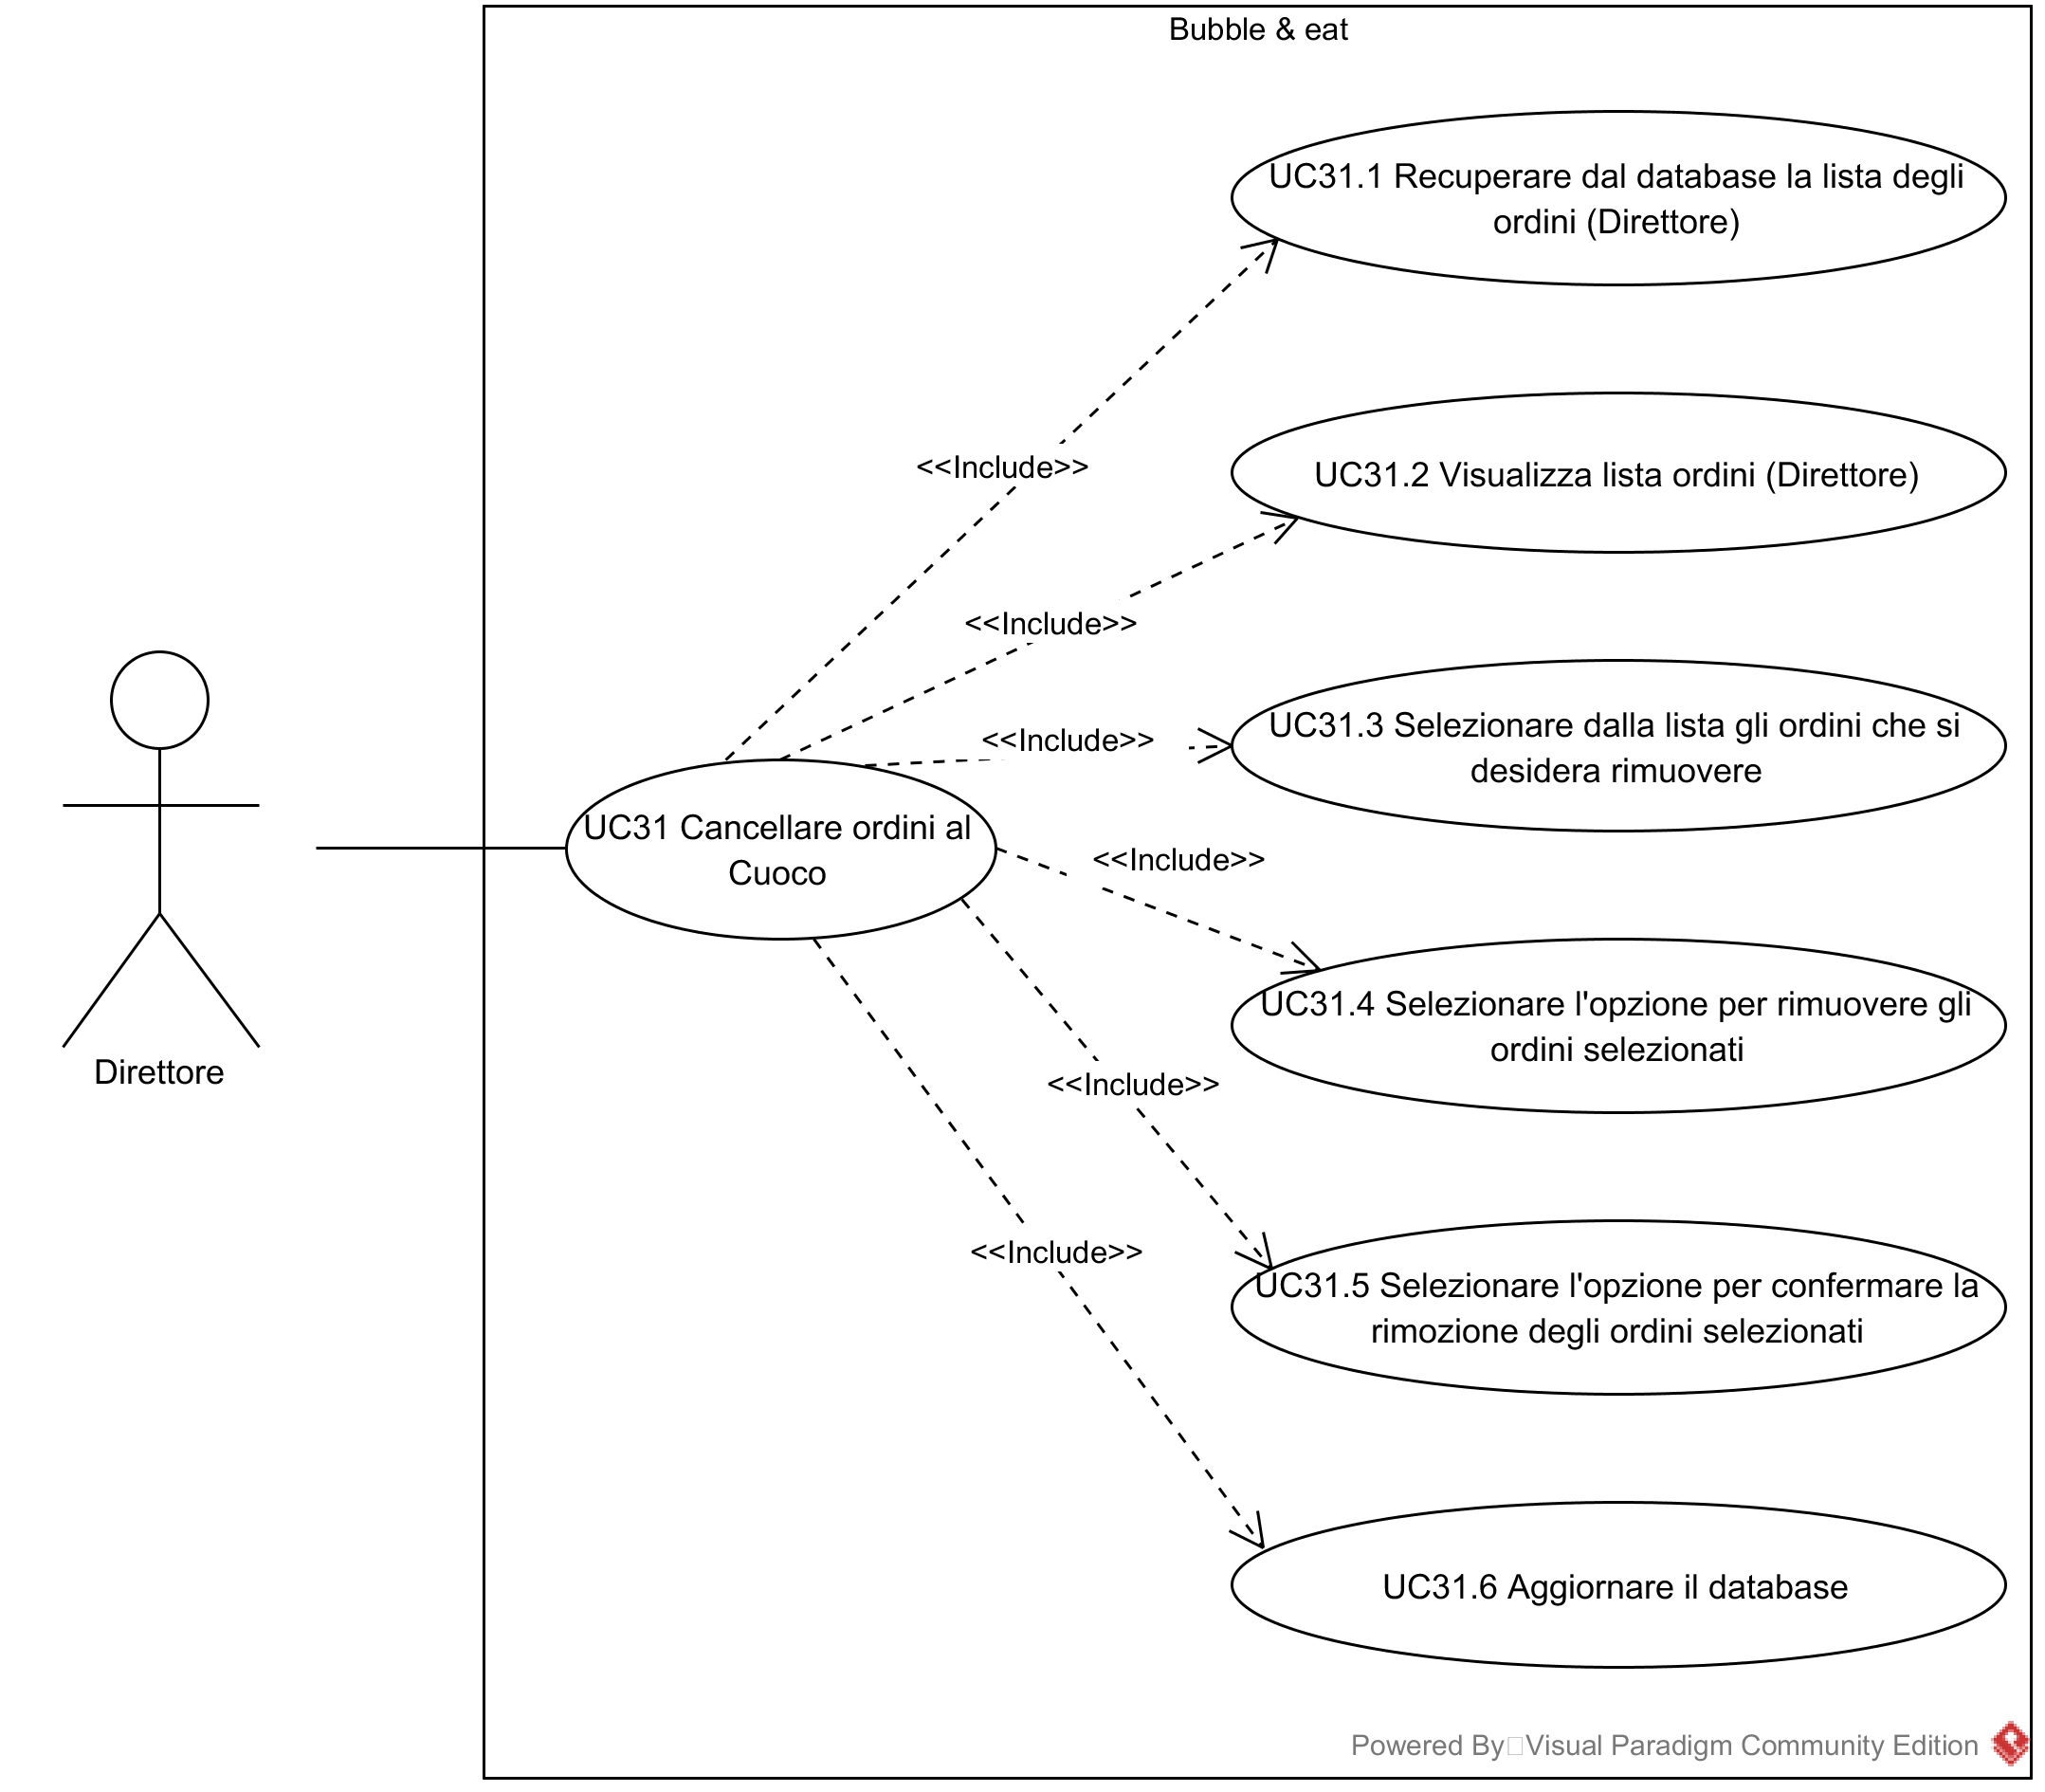 Bubble & eat
UC31.1 Recuperare dal database la lista degli
ordini (Direttore)
<<Include>>
UC31.2 Visualizza lista ordini (Direttore)
<<Include>>
<<Include>>
UC31.3 Selezionare dalla lista gli ordini che si
desidera rimuovere
UC31 Cancellare ordini al
Cuoco
<<Include>>
UC31.4 Selezionare l'opzione per rimuovere gli
ordini selezionati
Direttore
<<Include>>
<<Include>>
UC31.5 Selezionare l'opzione per confermare la
rimozione degli ordini selezionati
UC31.6 Aggiornare il database
Powered By Visual Paradigm Community Edition